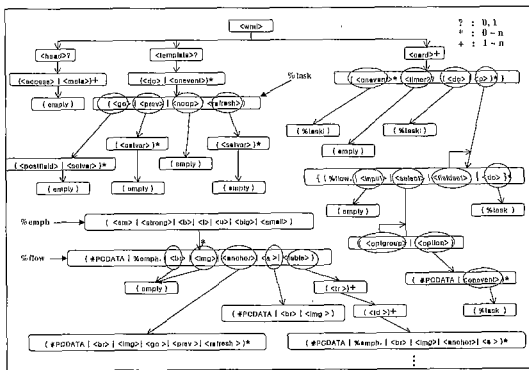 <wml>
? : 0,1
* : 0~n
+ : 1~n
<head>?
<template>?
<card>+
(<access> | <meta>)+
(<do> | <onevent>)*
( <onevent>* <timer> <do> <p>* )
%task
( empty )
( <go> | <prev> | <noop> | <refresh> )
( <setvar> )*
( <setvar> )*
( %task )
( %task )
( <postfield> | <setvar> )*
( empty )
( empty )
( empty )
( empty )
( empty )
( ( %flow. | <input> | <select> | <fieldset> | <do> )*
( empty )
( %task )
%emph
( <em> | <strong> | <b> | <i> | <u> | <big> | <small> )
( <optgroup> | <option> )
%flow
( #PCDATA | %emph. | <br> | <img> | <anchor> | <a> | <table> )
( #PCDATA | <onevent> )*
( empty )
( <tr> )+
( #PCDATA | <br> | <img> )
( <td> )+
( %task )
( #PCDATA | <br> | <img> | <go> | <prev> | <refresh> )*
( #PCDATA | %emph. | <br> | <img> | <anchor> | <a> )*